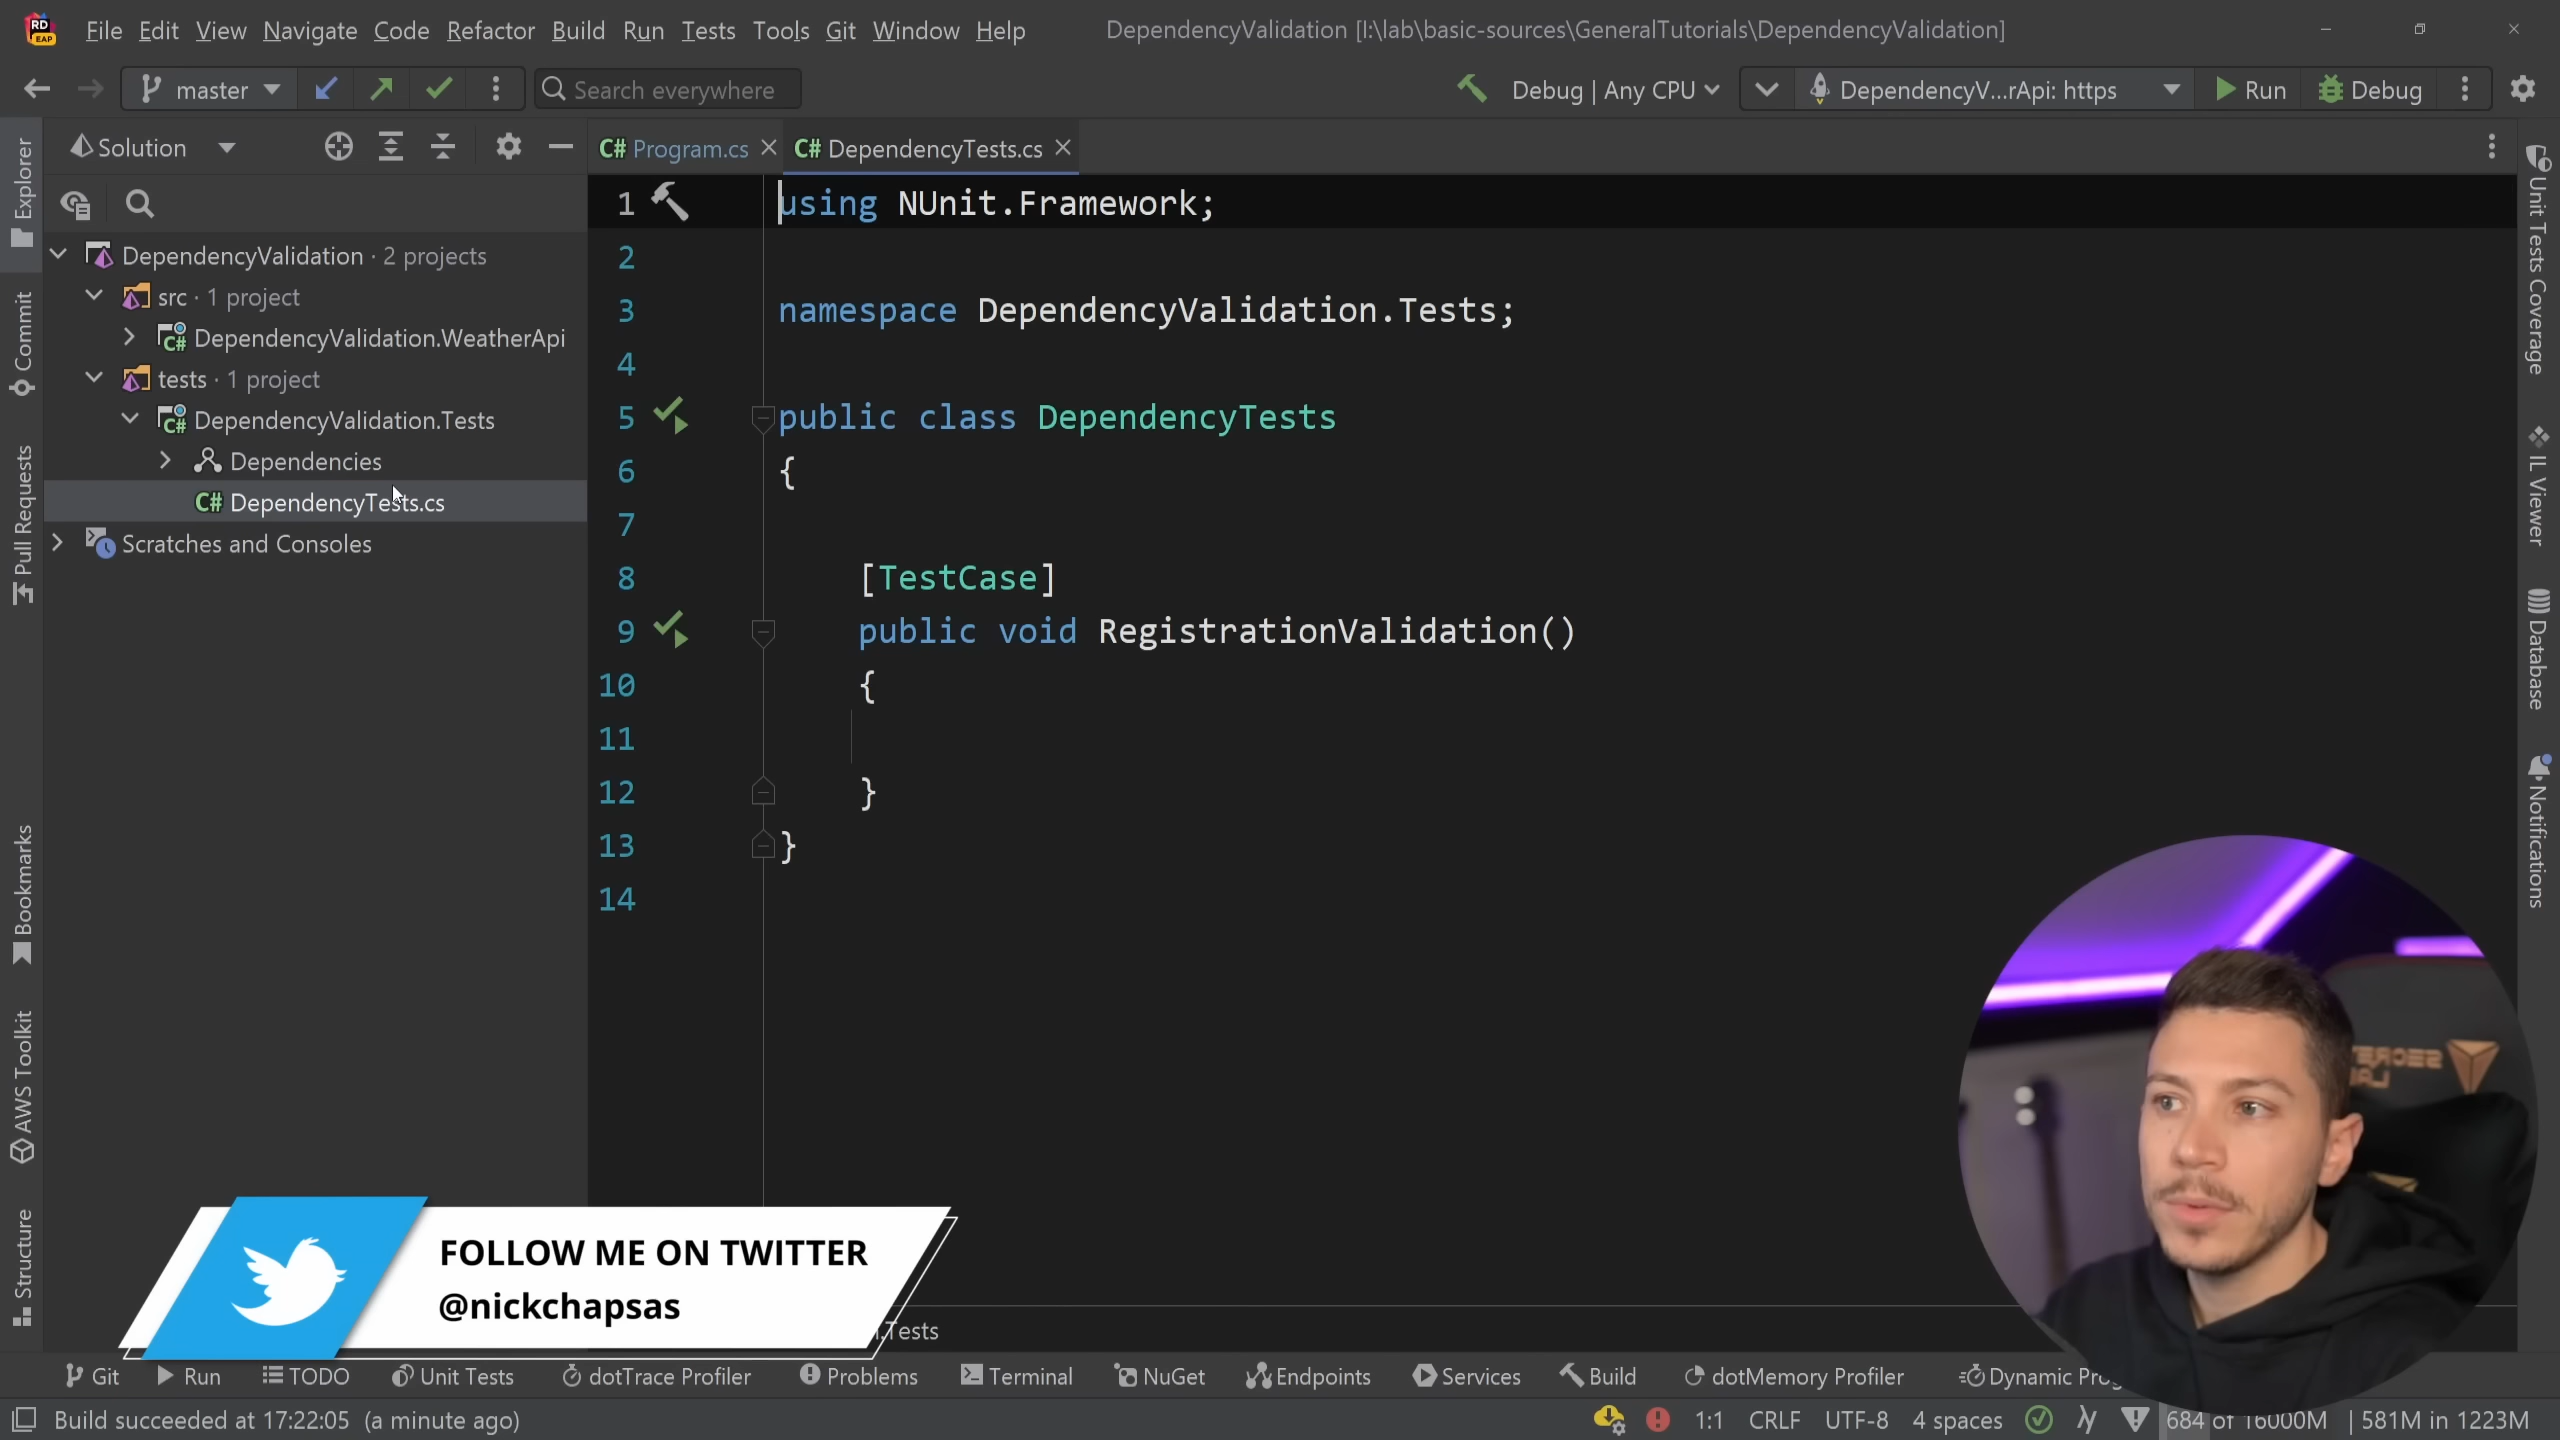 File Edit View Navigate Code Refactor Build Run Tests Tools Git Window Help DependencyValidation [I:\lab\basic-sources\GeneralTutorials\DependencyValidation]
master Search everywhere Debug | Any CPU DependencyV...rApi: https Run Debug
Solution
Program.cs
DependencyTests.cs
DependencyValidation · 2 projects
src · 1 project
DependencyValidation.WeatherApi
tests · 1 project
DependencyValidation.Tests
Dependencies
C# DependencyTests.cs
Scratches and Consoles
1 using NUnit.Framework;
2
3 namespace DependencyValidation.Tests;
4
5 public class DependencyTests
6 {
7
8 [TestCase]
9 public void RegistrationValidation()
10 {
11
12 }
13 }
14
Explorer
Commit
Pull Requests
Bookmarks
AWS Toolkit
Structure
Unit Tests Coverage
IL Viewer
Database
Notifications
SECRET
LAB
FOLLOW ME ON TWITTER
@nickchapsas
.Tests
Git Run TODO Unit Tests dotTrace Profiler Problems Terminal NuGet Endpoints Services Build dotMemory Profiler Dynamic
Build succeeded at 17:22:05 (a minute ago) 1:1 CRLF UTF-8 4 spaces 684 of 16000M 581M in 1223M